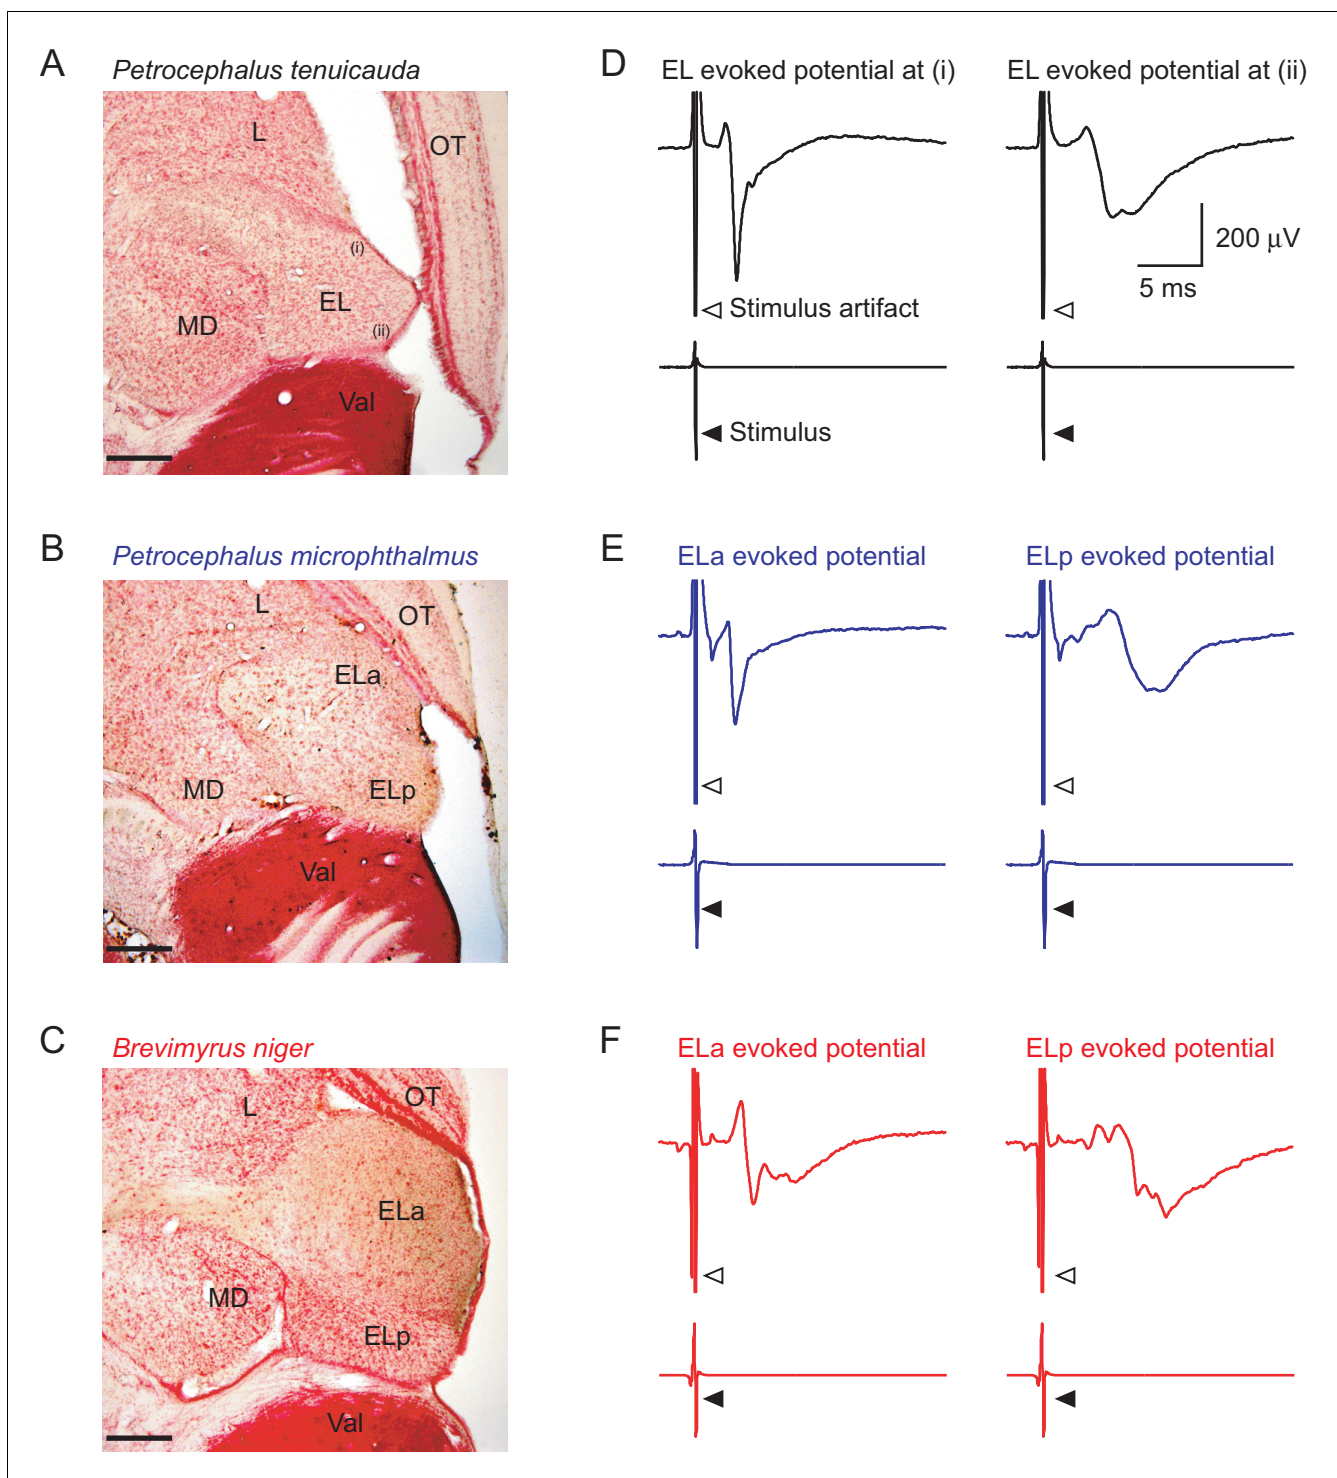 A
Petrocephalus tenuicauda
L
OT
(i)
EL
MD
(ii)
Val
D
EL evoked potential at (i)
EL evoked potential at (ii)
200 µV
5 ms
Stimulus artifact
Stimulus
B
Petrocephalus microphthalmus
L
OT
ELa
MD
ELp
Val
E
ELa evoked potential
ELp evoked potential
C
Brevimyrus niger
L
OT
ELa
MD
ELp
Val
F
ELa evoked potential
ELp evoked potential